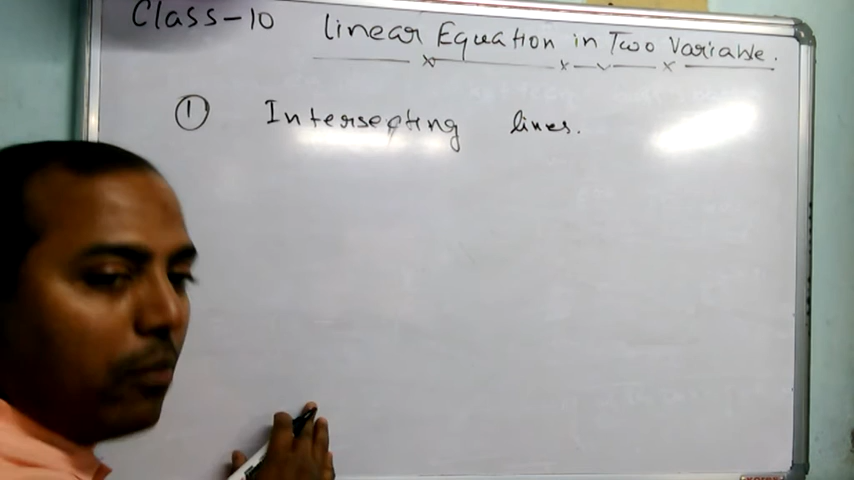 Class-10 Linear Equation in Two Variable.
① Intersecting lines.